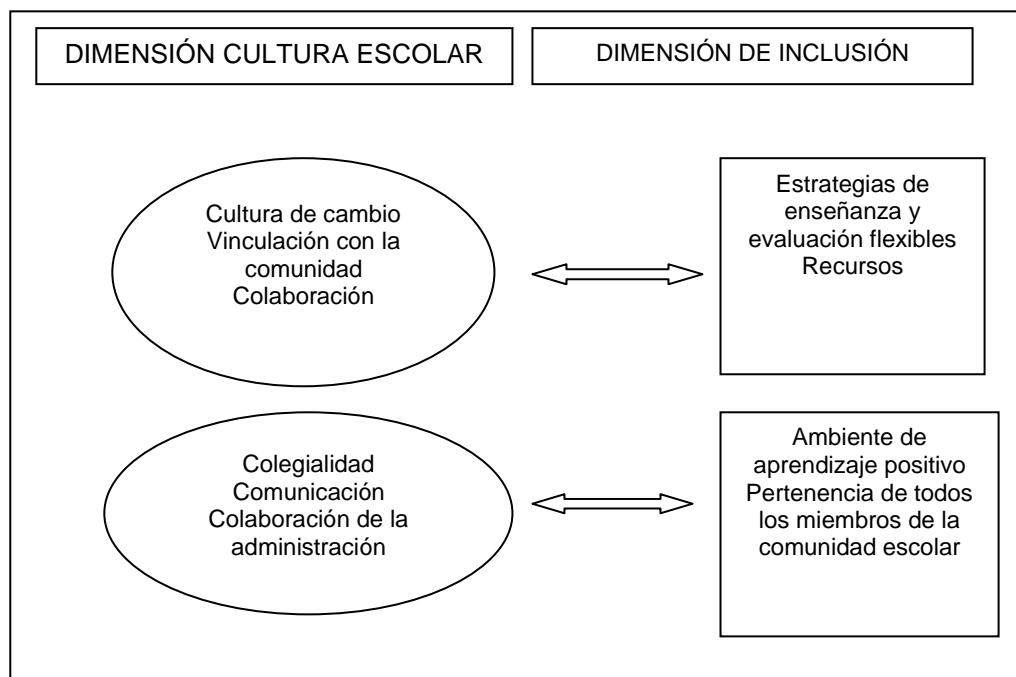 DIMENSIÓN CULTURA ESCOLAR
DIMENSIÓN DE INCLUSIÓN
Cultura de cambio
Vinculación con la
comunidad
Colaboración
Estrategias de
enseñanza y
evaluación flexibles
Recursos
Colegialidad
Comunicación
Colaboración de la
administración
Ambiente de
aprendizaje positivo
Pertenencia de todos
los miembros de la
comunidad escolar